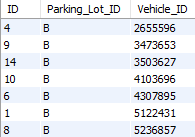 ID Parking_Lot_ID Vehicle_ID
4 B 2655596
9 B 3473653
14 B 3503627
10 B 4103696
6 B 4307895
1 B 5122431
8 B 5236857